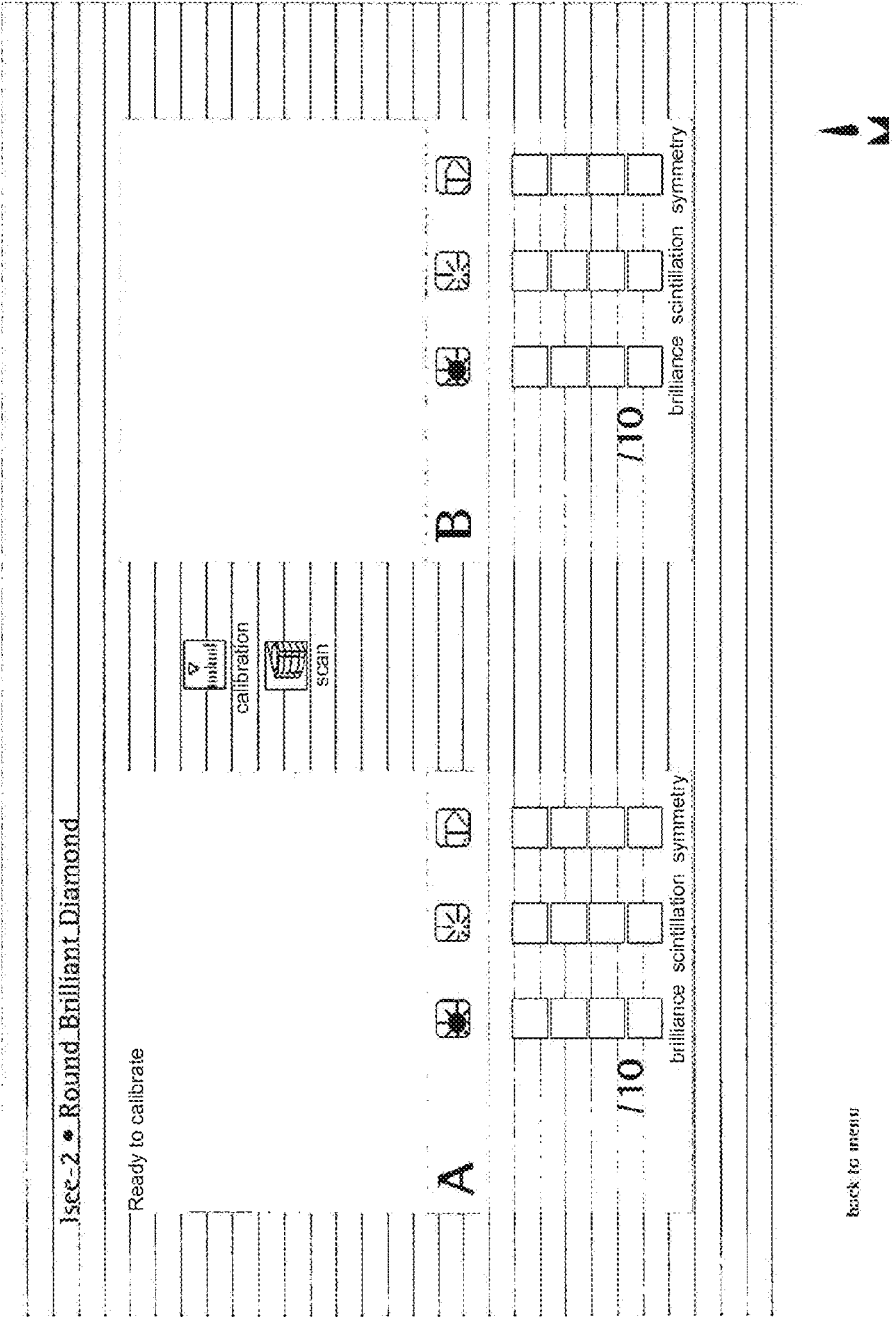 Isee-2 • Round Brilliant Diamond
Ready to calibrate
calibration
scan
A
B
/10
brilliance scintillation symmetry
/10
brilliance scintillation symmetry
back to menu